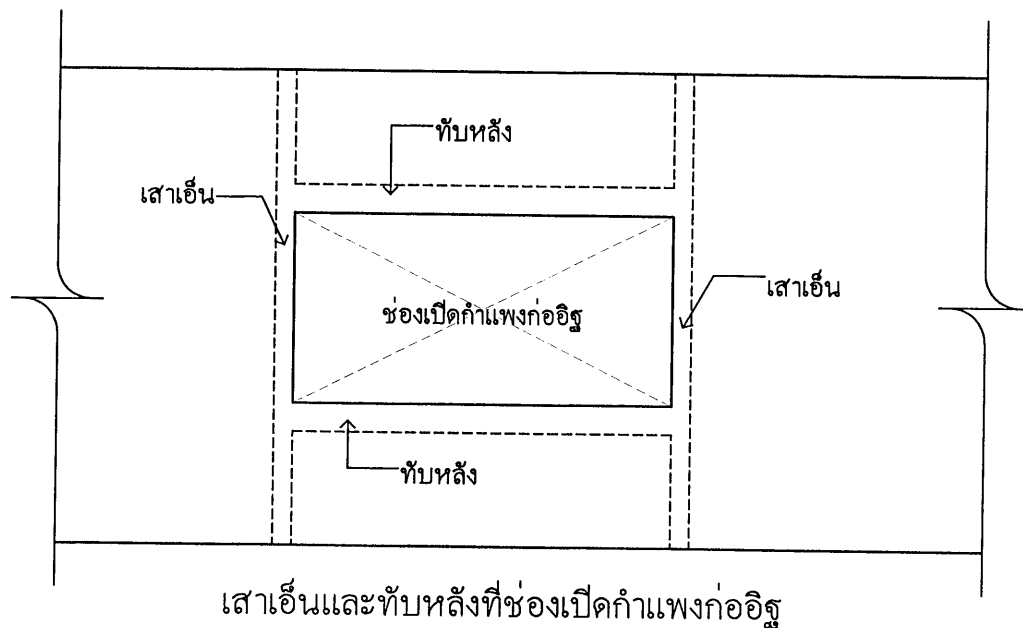 ทับหลัง
เสาเอ็น
เสาเอ็น
ช่องเปิดกำแพงก่ออิฐ
ทับหลัง
เสาเอ็นและทับหลังที่ช่องเปิดกำแพงก่ออิฐ